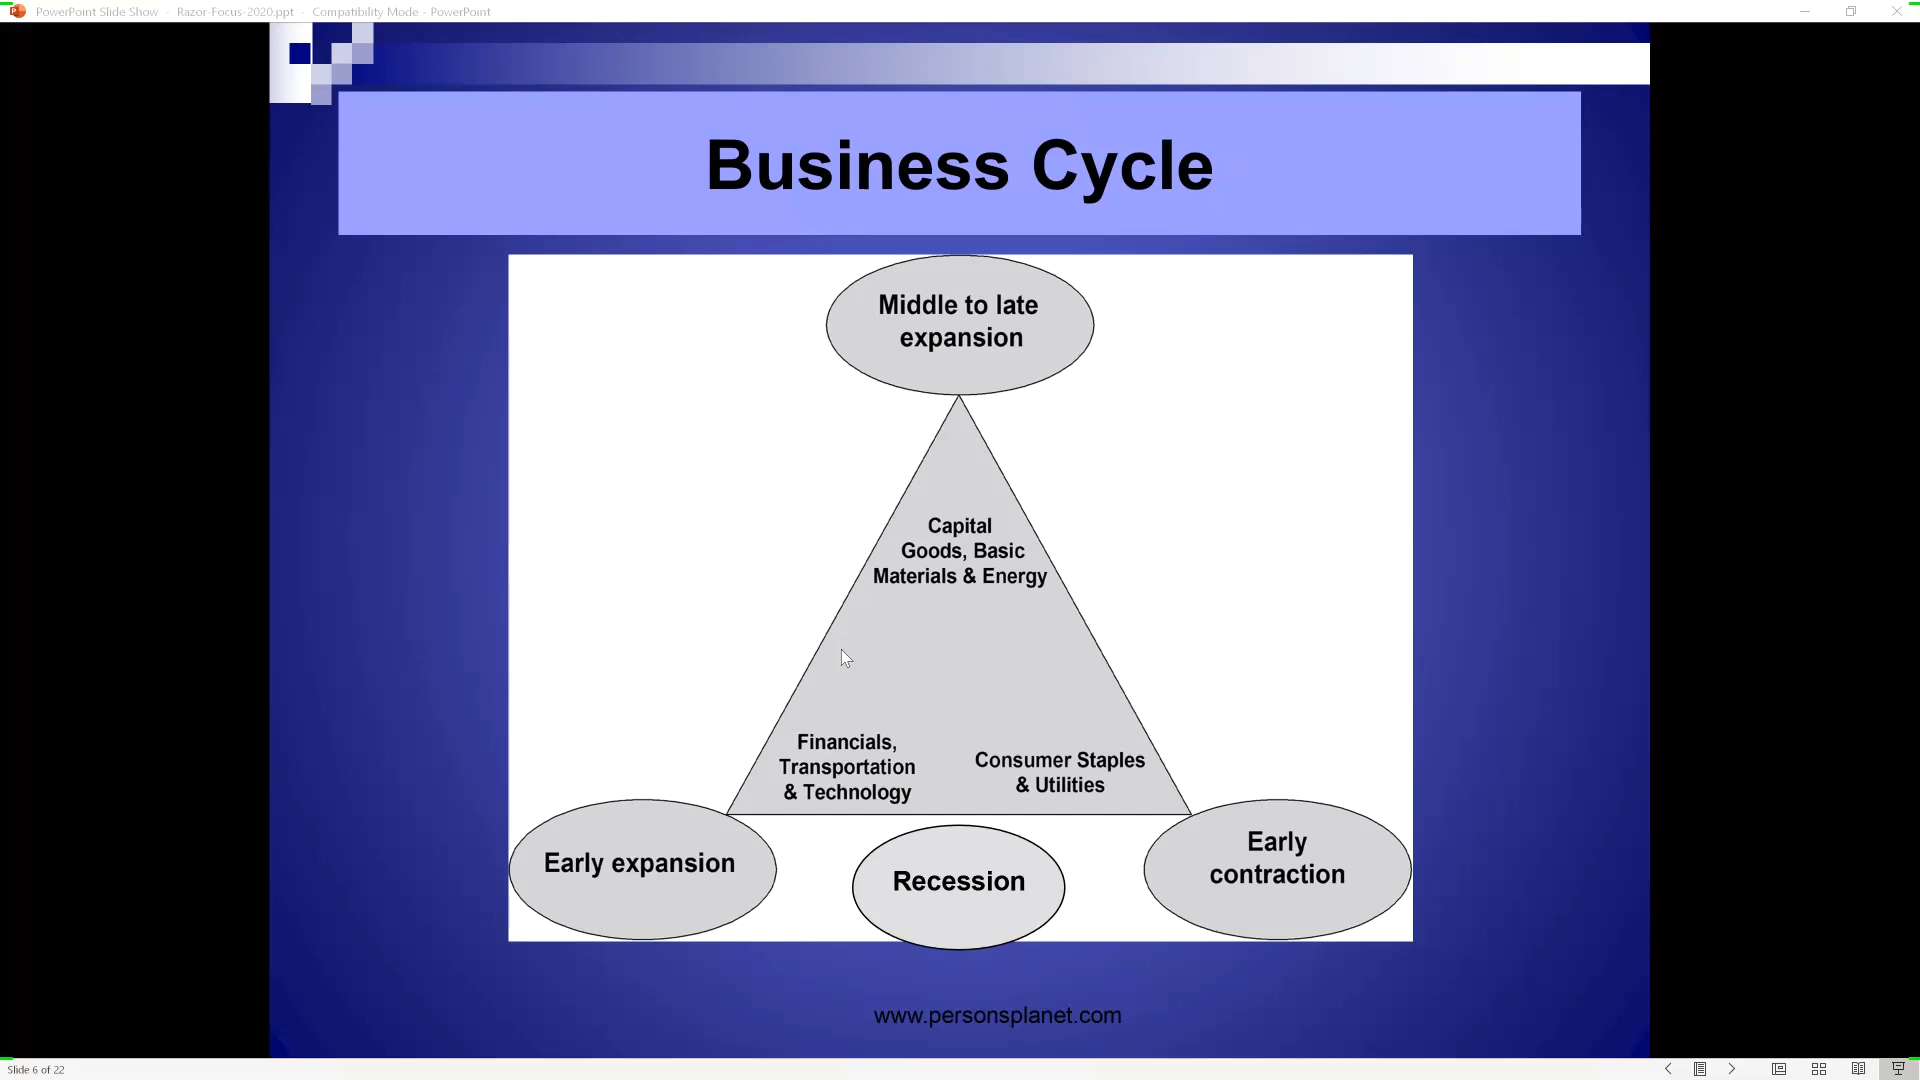 PowerPoint Slide Show - Razor-Focus-2020.ppt - Compatibility Mode - PowerPoint
Business Cycle
Middle to late
expansion
Capital
Goods, Basic
Materials & Energy
Financials,
Transportation
& Technology
Consumer Staples
& Utilities
Early expansion
Recession
Early
contraction
www.personsplanet.com
Slide 6 of 22